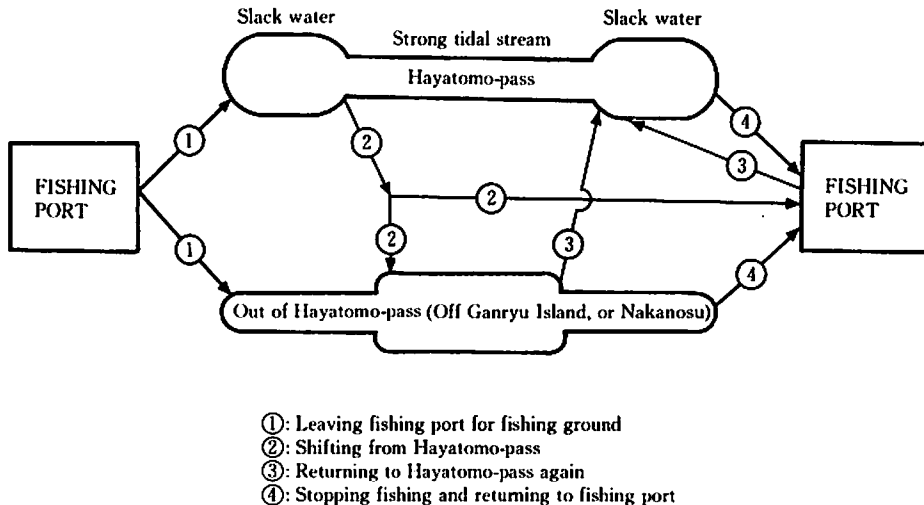 Slack water
Slack water
Strong tidal stream
Hayatomo-pass
①
②
④
③
FISHING
PORT
②
FISHING
PORT
①
②
③
④
Out of Hayatomo-pass (Off Ganryu Island, or Nakanosu)
①: Leaving fishing port for fishing ground
②: Shifting from Hayatomo-pass
③: Returning to Hayatomo-pass again
④: Stopping fishing and returning to fishing port